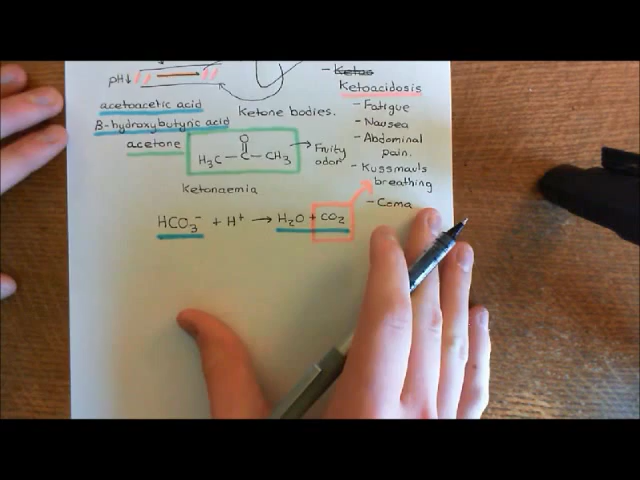 pH↓
acetoacetic acid
β-hydroxybutyric acid
acetone
Ketone bodies.
O
H₃C - C - CH₃
→ Fruity
odor
Ketonaemia
HCO₃⁻ + H⁺ → H₂O + CO₂
- Ketos
Ketoacidosis
- Fatigue
- Nausea
- Abdominal
pain.
- Kussmauls
breathing
- Coma